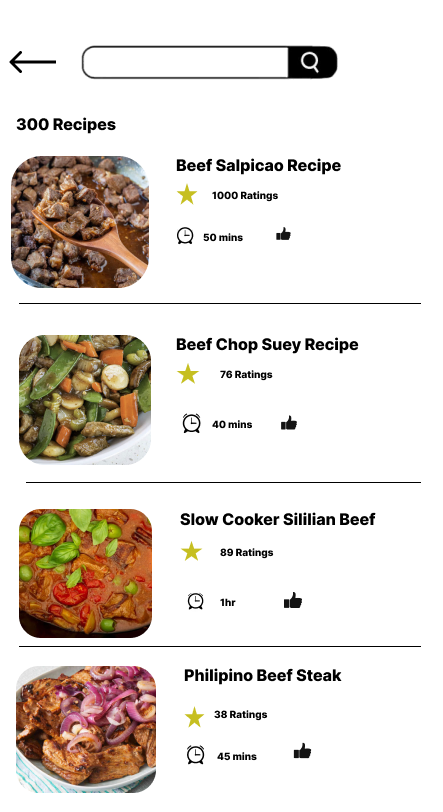 300 Recipes
Beef Salpicao Recipe
1000 Ratings
50 mins
Beef Chop Suey Recipe
76 Ratings
40 mins
Slow Cooker Sililian Beef
89 Ratings
1hr
Philipino Beef Steak
38 Ratings
45 mins